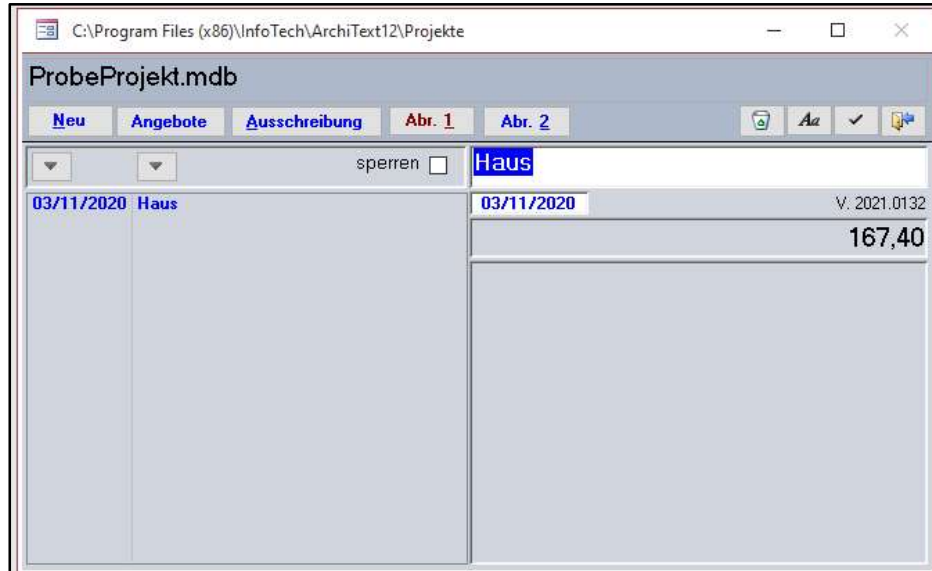 C:\Program Files (x86)\InfoTech\ArchiText12\Projekte
ProbeProjekt.mdb
Neu Angebote Ausschreibung Abr. 1 Abr. 2 Aa
sperren Haus
03/11/2020 Haus 03/11/2020 V. 2021.0132
167,40